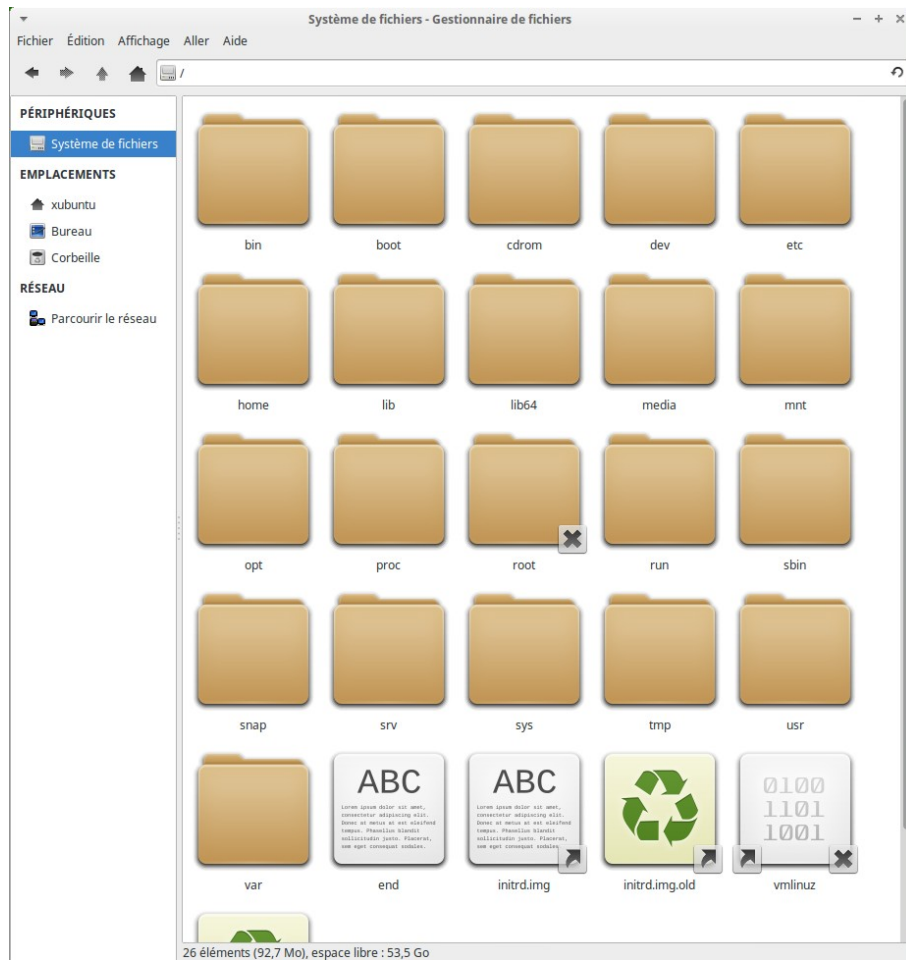 Système de fichiers - Gestionnaire de fichiers
Fichier Édition Affichage Aller Aide
/
PÉRIPHÉRIQUES
Système de fichiers
EMPLACEMENTS
xubuntu
Bureau
Corbeille
RÉSEAU
Parcourir le réseau
bin boot cdrom dev etc
home lib lib64 media mnt
opt proc root run sbin
snap srv sys tmp usr
ABC ABC 0100
1101
1001
var end initrd.img initrd.img.old vmlinuz
26 éléments (92,7 Mo), espace libre : 53,5 Go